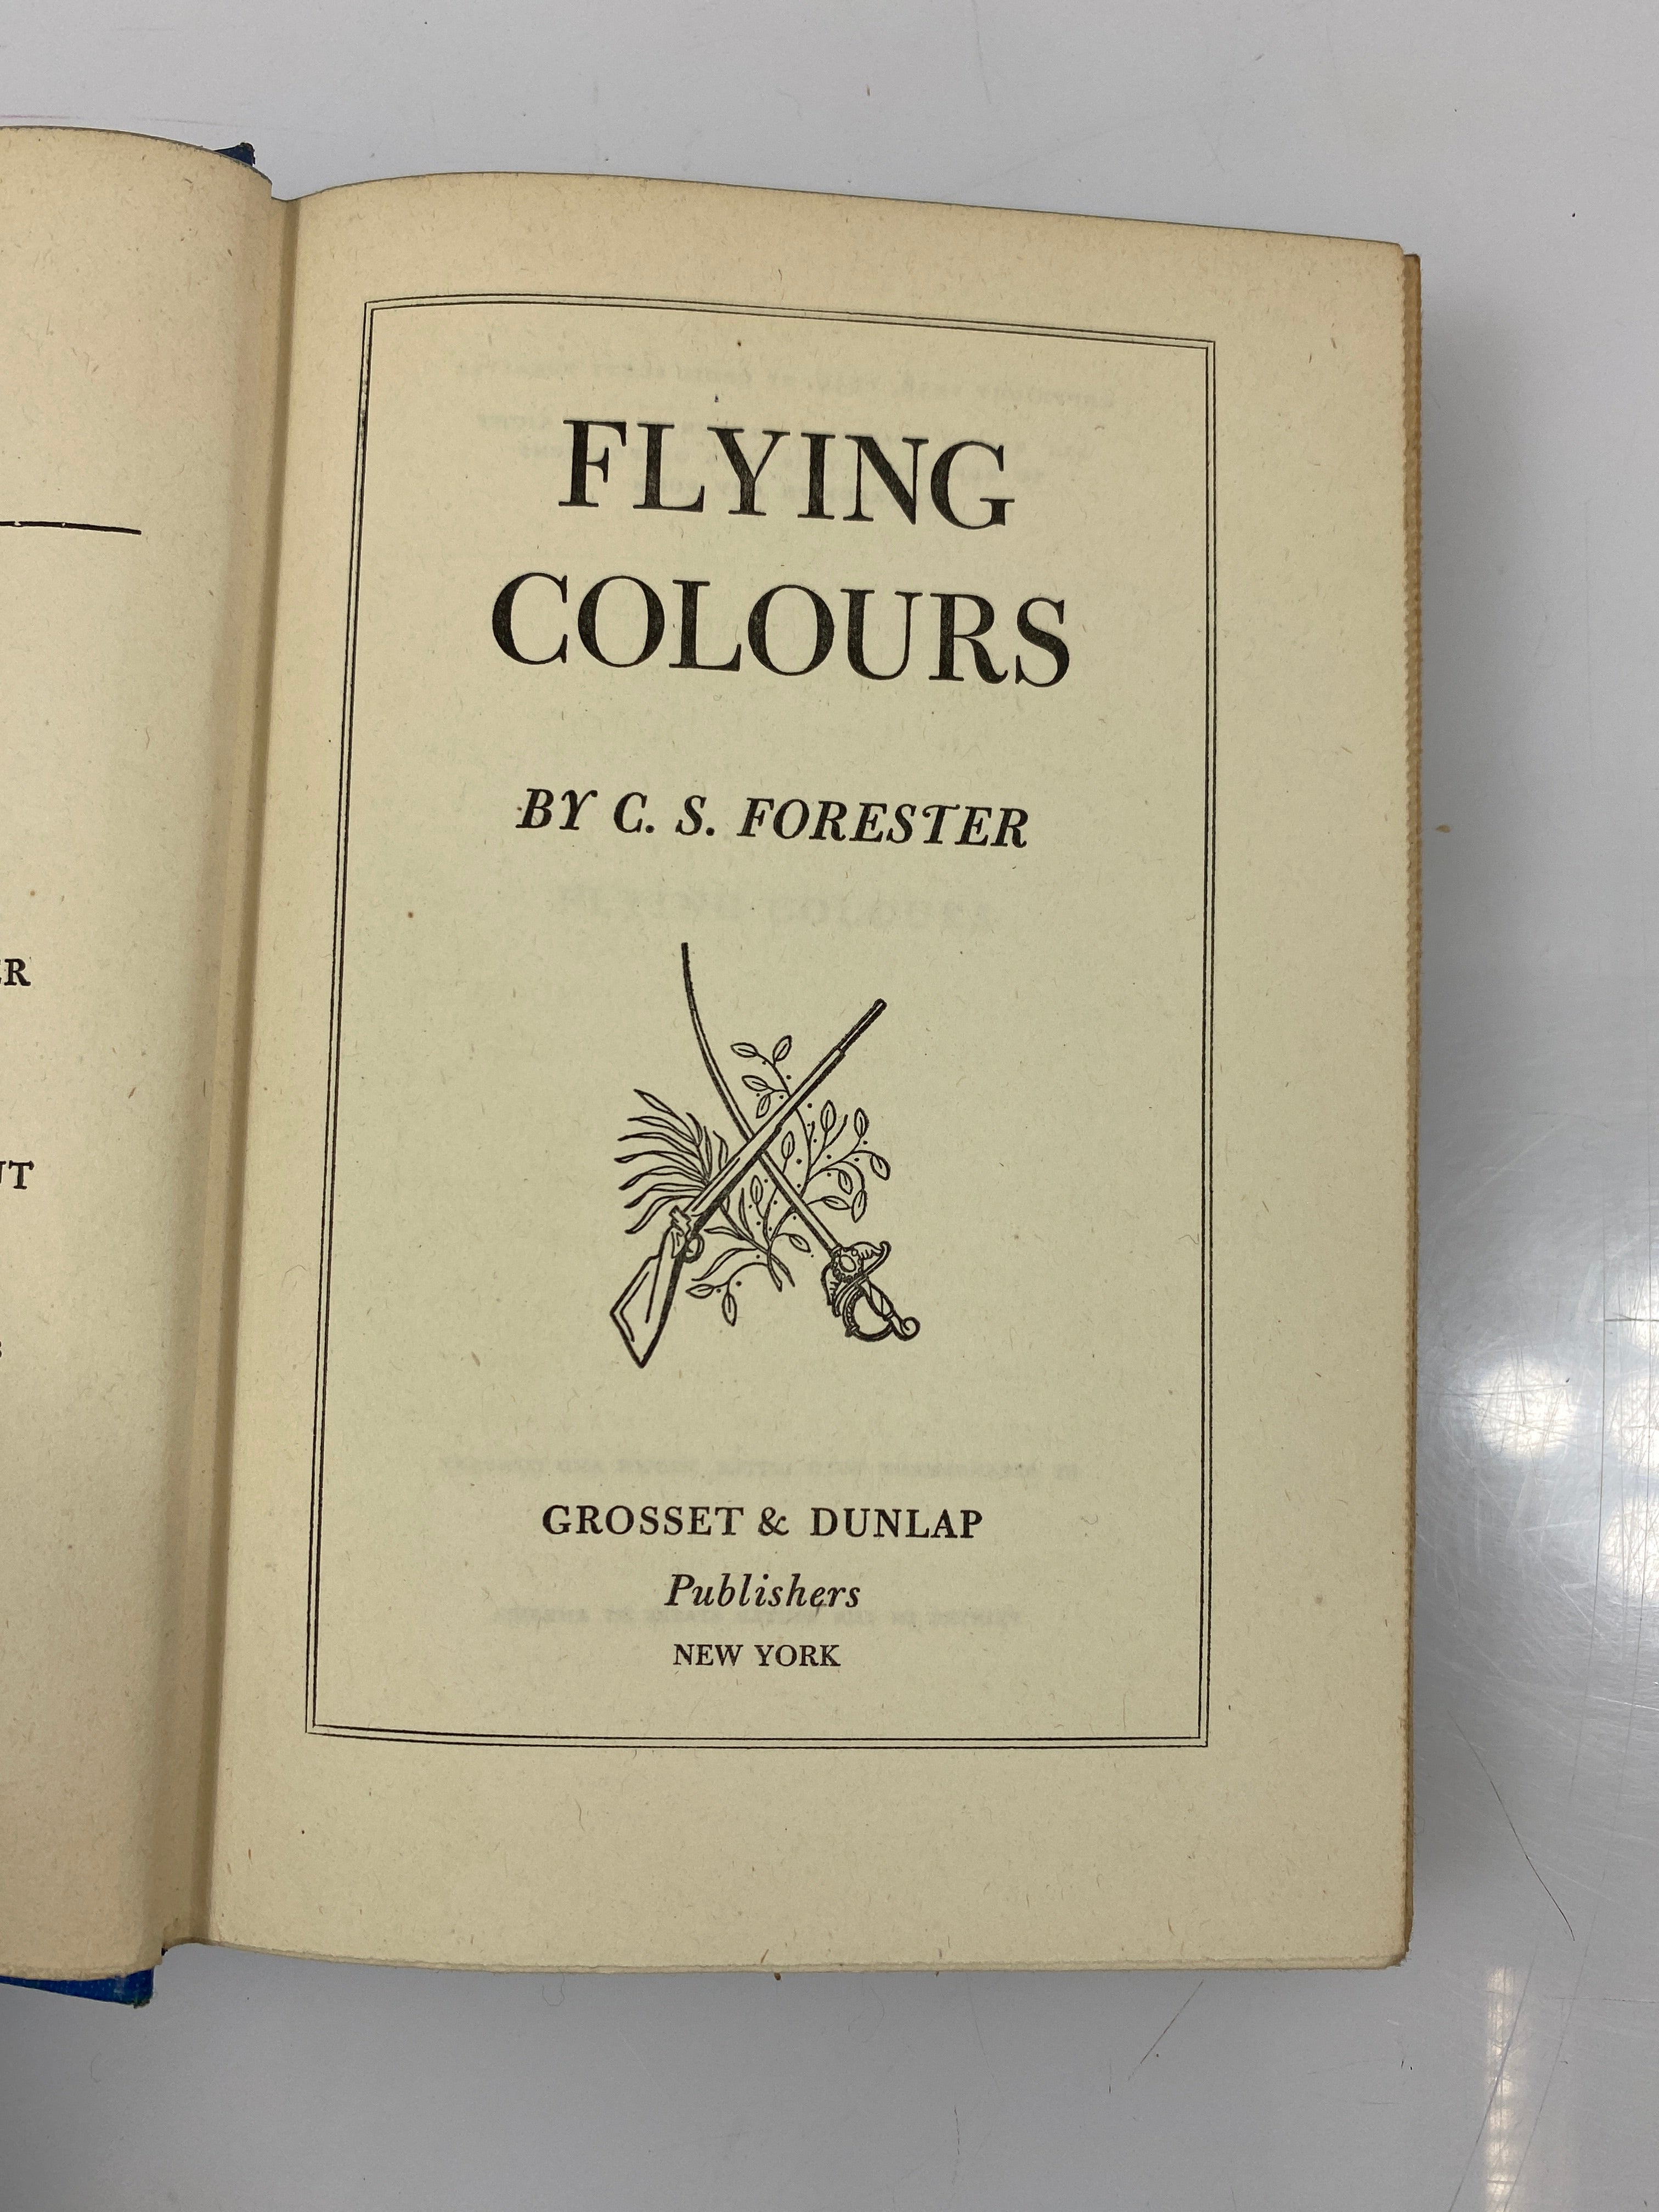 FLYING
COLOURS
BY C. S. FORESTER
GROSSET & DUNLAP
Publishers
NEW YORK